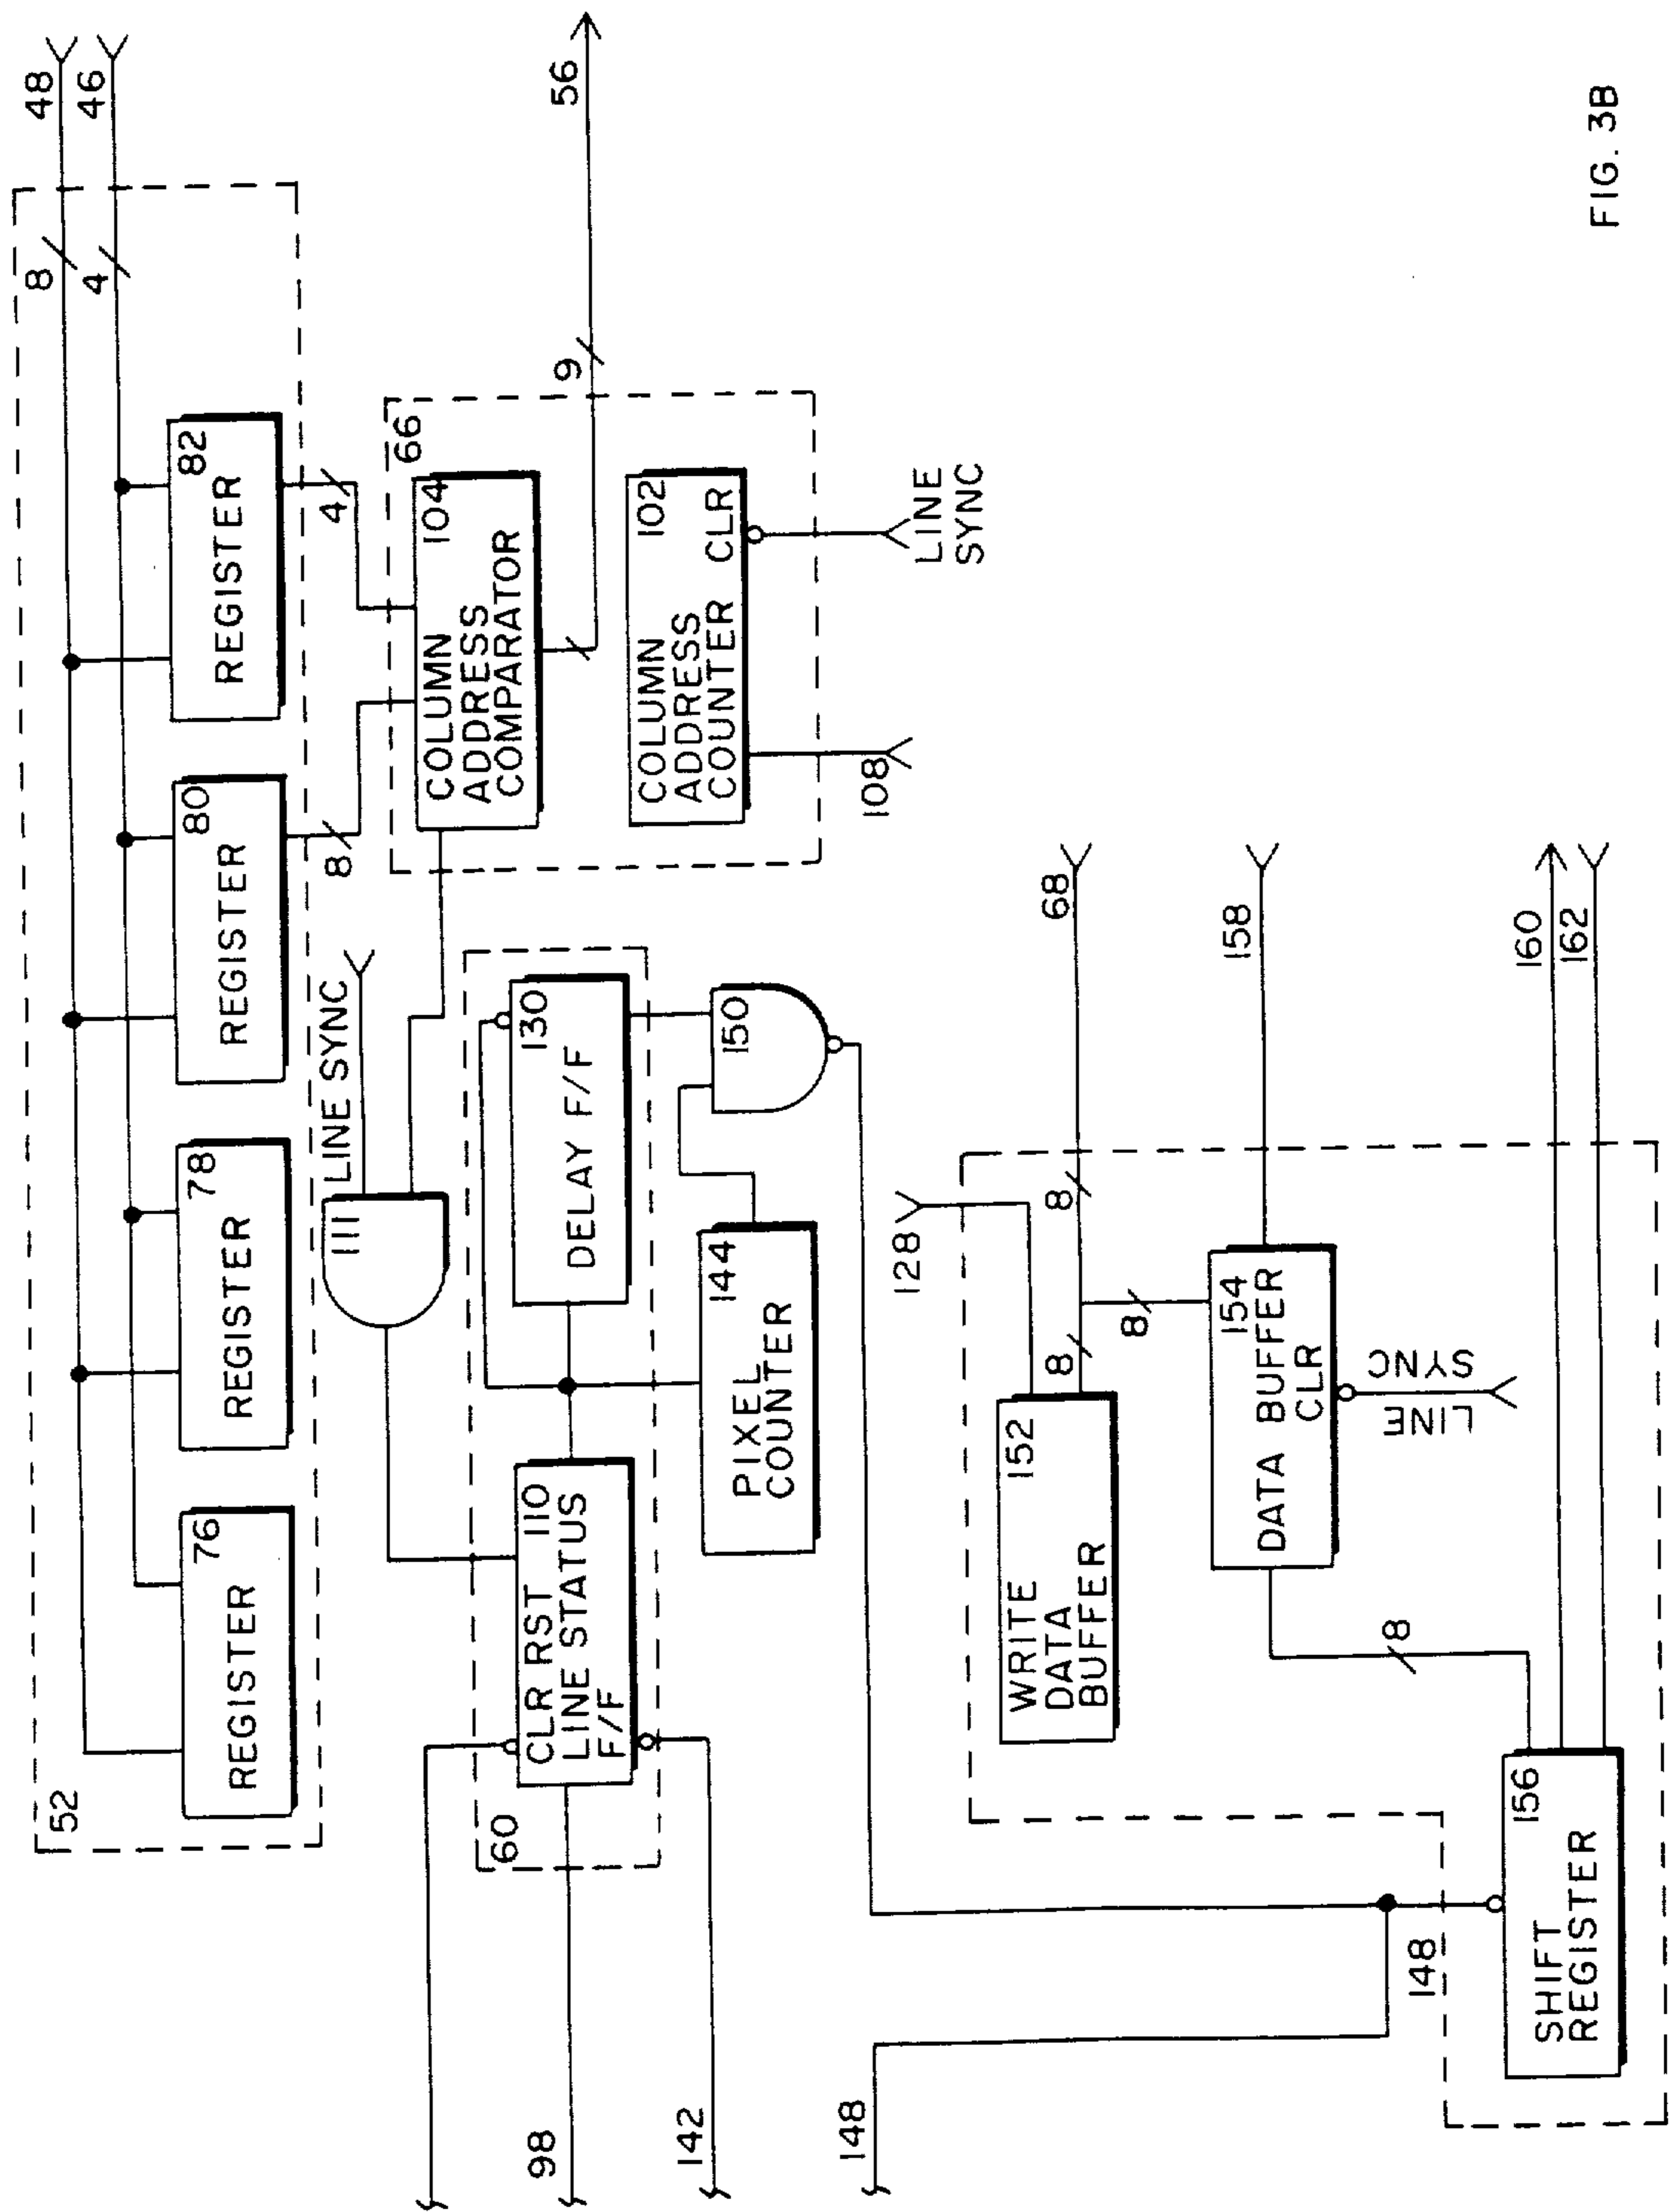 48
46
8
4
52
REGISTER
76
REGISTER
78
REGISTER
80
REGISTER
82
8
4
LINE SYNC
111
66
COLUMN
ADDRESS
COMPARATOR
104
9
56
COLUMN
ADDRESS
COUNTER
102
CLR
108
LINE
SYNC
60
CLR RST
LINE STATUS
F/F
110
DELAY F/F
130
98
142
PIXEL
COUNTER
144
150
148
128
68
8
8
8
WRITE
DATA
BUFFER
152
154
DATA BUFFER
CLR
158
LINE
SYNC
8
148
SHIFT
REGISTER
156
160
162
FIG. 3B